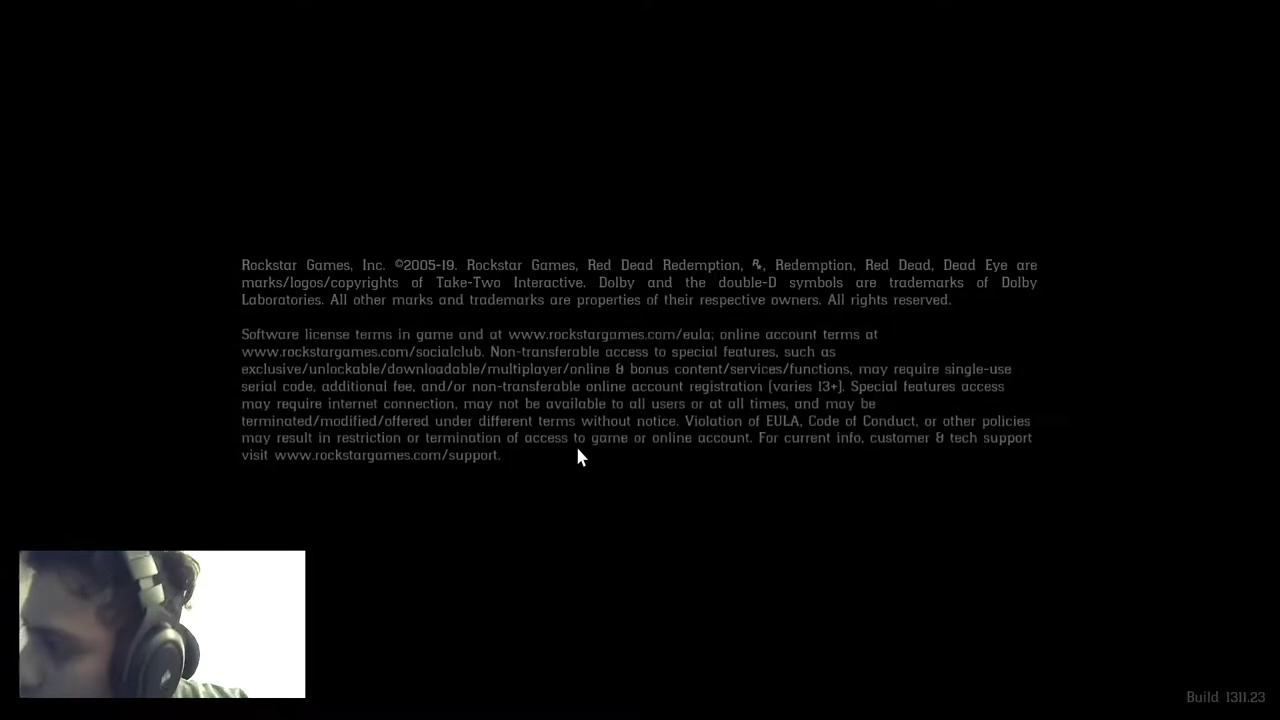 Rockstar Games, Inc. ©2005-19. Rockstar Games, Red Dead Redemption, R*, Redemption, Red Dead, Dead Eye are
marks/logos/copyrights of Take-Two Interactive. Dolby and the double-D symbols are trademarks of Dolby
Laboratories. All other marks and trademarks are properties of their respective owners. All rights reserved.
Software license terms in game and at www.rockstargames.com/eula; online account terms at
www.rockstargames.com/socialclub. Non-transferable access to special features, such as
exclusive/unlockable/downloadable/multiplayer/online & bonus content/services/functions, may require single-use
serial code, additional fee, and/or non-transferable online account registration (varies 13+). Special features access
may require internet connection, may not be available to all users or at all times, and may be
terminated/modified/offered under different terms without notice. Violation of EULA, Code of Conduct, or other policies
may result in restriction or termination of access to game or online account. For current info, customer & tech support
visit www.rockstargames.com/support.
Build 1311.23